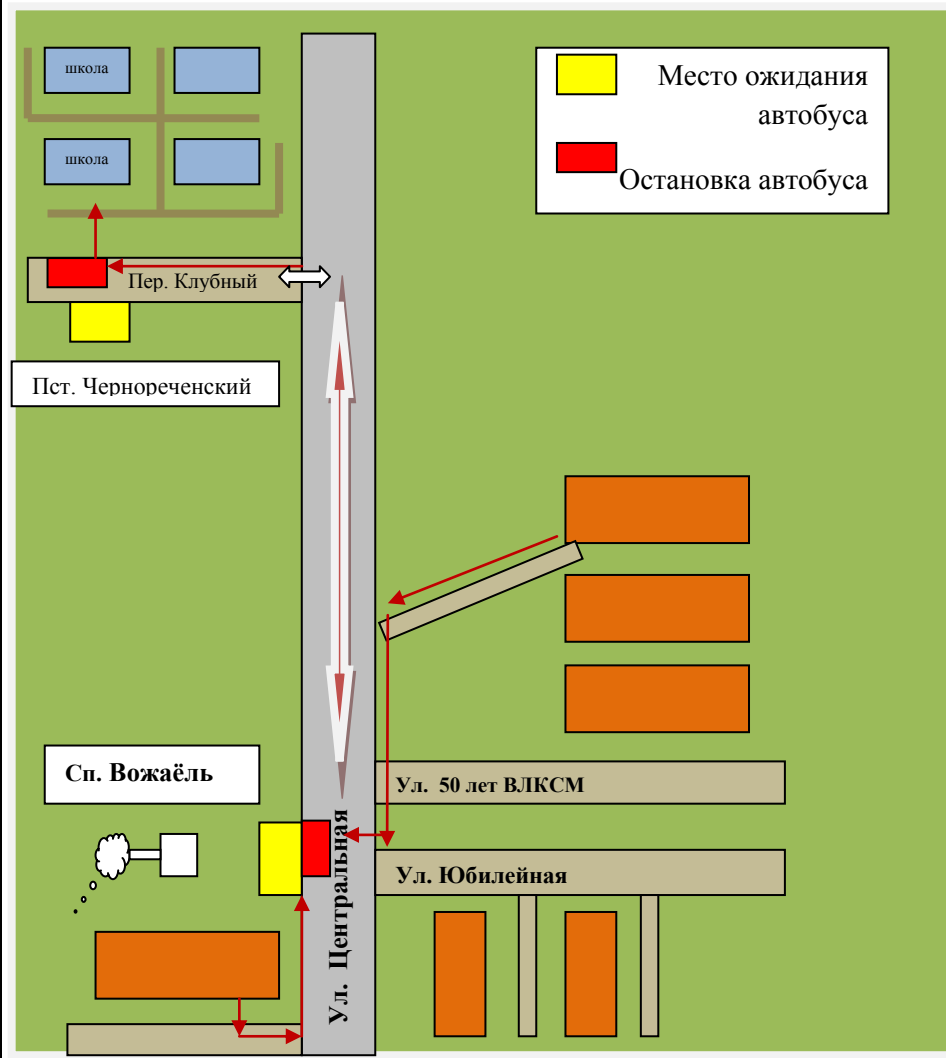 школа
школа
Место ожидания
автобуса
Остановка автобуса
Пер. Клубный
Пст. Чернореченский
Сп. Вожаёль
Ул. 50 лет ВЛКСМ
Ул. Центральная
Ул. Юбилейная